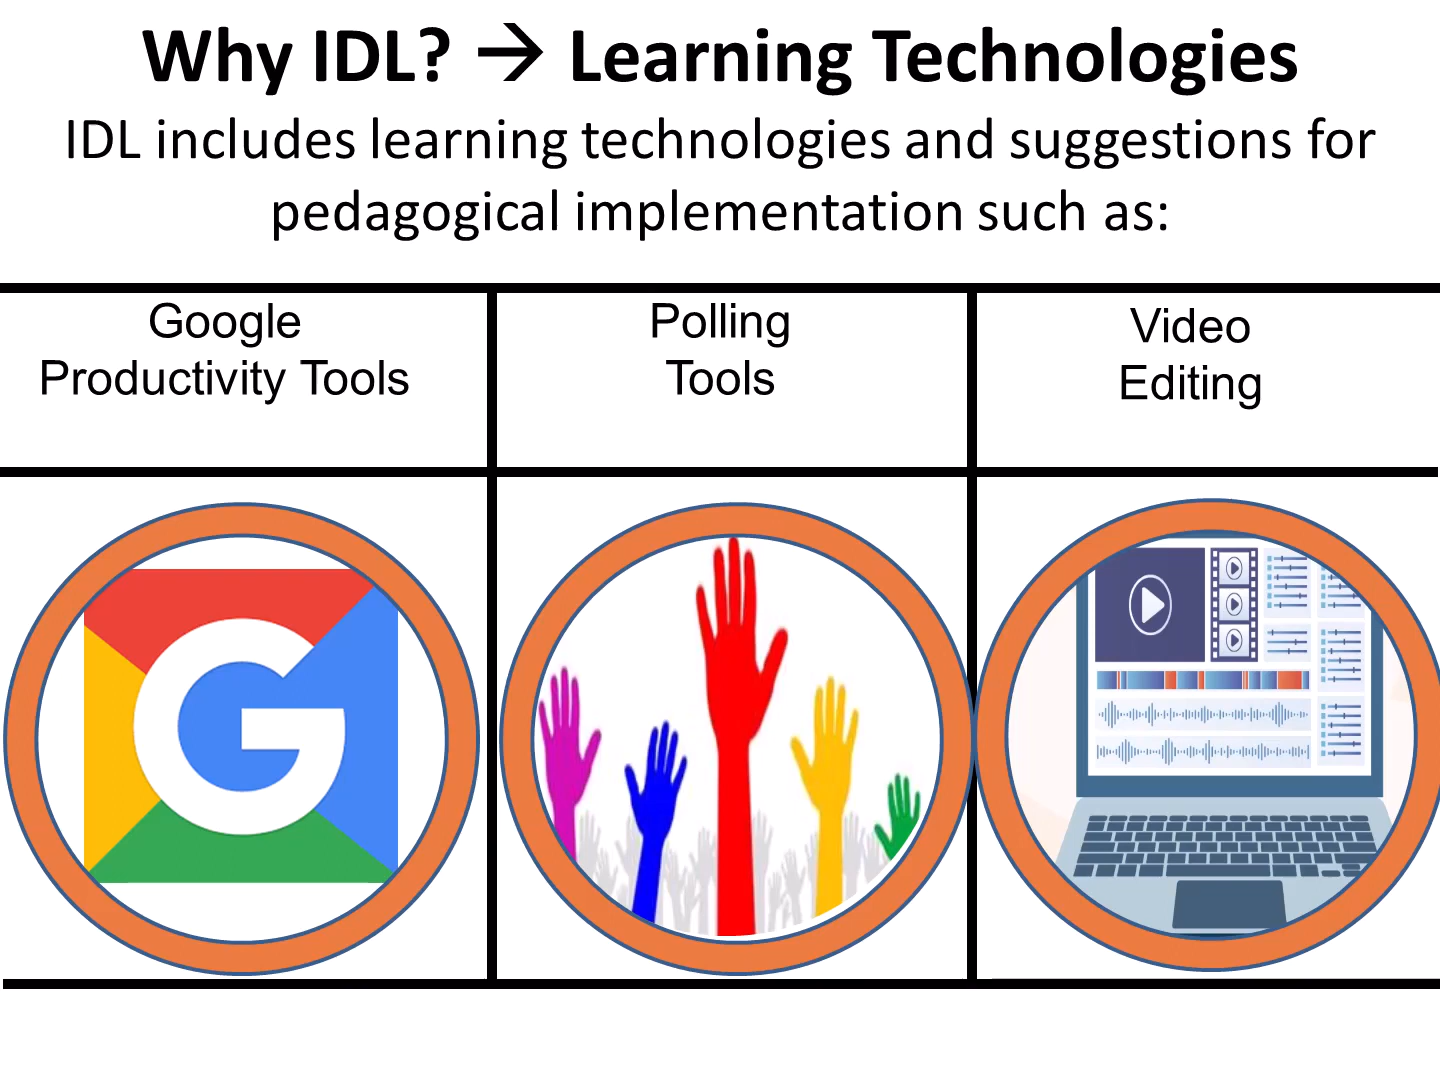 Why IDL? → Learning Technologies
IDL includes learning technologies and suggestions for
pedagogical implementation such as:
Google
Productivity Tools
Polling
Tools
Video
Editing
G